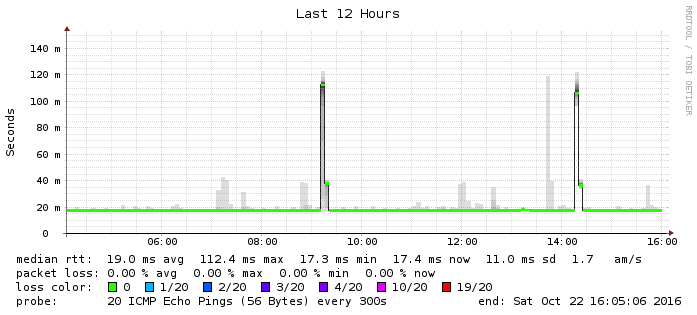 Last 12 Hours
RRDTOOL / TOBI OETIKER
Seconds
140 m
120 m
100 m
80 m
60 m
40 m
20 m
0
06:00 08:00 10:00 12:00 14:00 16:00
median rtt: 19.0 ms avg 112.4 ms max 17.3 ms min 17.4 ms now 11.0 ms sd 1.7 am/s
packet loss: 0.00 % avg 0.00 % max 0.00 % min 0.00 % now
loss color: 0 1/20 2/20 3/20 4/20 10/20 19/20
probe: 20 ICMP Echo Pings (56 Bytes) every 300s end: Sat Oct 22 16:05:06 2016